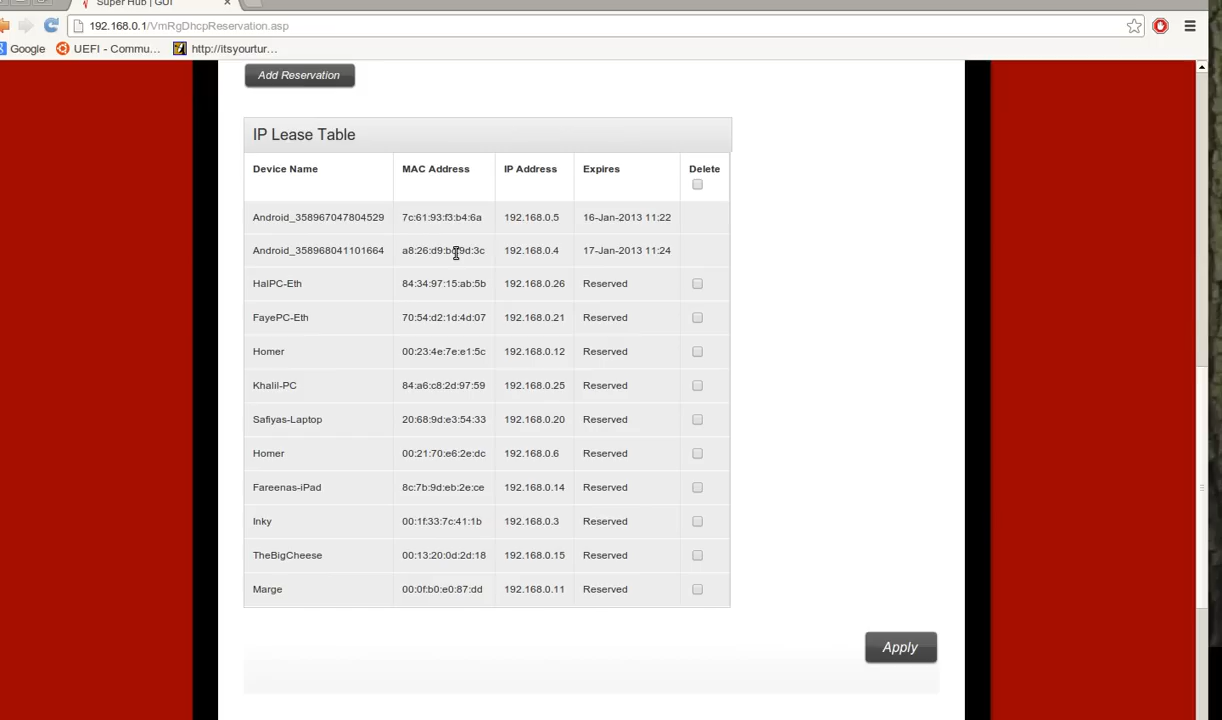 Super Hub | GUI
192.168.0.1/VmRgDhcpReservation.asp
Google UEFI - Commu... http://itsyourtur...
Add Reservation
IP Lease Table
Device Name MAC Address IP Address Expires Delete
Android_358967047804529 7c:61:93:f3:b4:6a 192.168.0.5 16-Jan-2013 11:22
Android_358968041101664 192.168.0.4 17-Jan-2013 11:24
HalPC-Eth 84:34:97:15:ab:5b 192.168.0.26 Reserved
FayePC-Eth 70:54:d2:1d:4d:07 192.168.0.21 Reserved
Homer 00:23:4e:7e:e1:5c 192.168.0.12 Reserved
Khalil-PC 84:a6:c8:2d:97:59 192.168.0.25 Reserved
Safiyas-Laptop 20:68:9d:e3:54:33 192.168.0.20 Reserved
Homer 00:21:70:e6:2e:dc 192.168.0.6 Reserved
Fareenas-iPad 8c:7b:9d:eb:2e:ce 192.168.0.14 Reserved
Inky 00:1f:33:7c:41:1b 192.168.0.3 Reserved
TheBigCheese 00:13:20:0d:2d:18 192.168.0.15 Reserved
Marge 00:0f:b0:e0:87:dd 192.168.0.11 Reserved
Apply